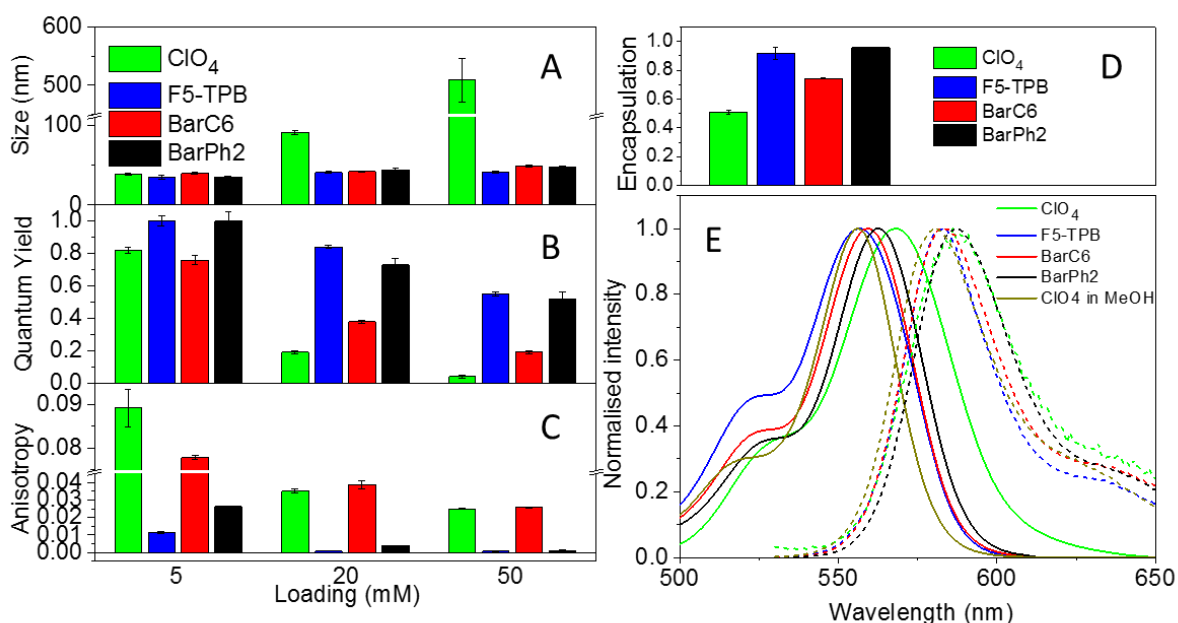 600
500
100
0
Size (nm)
ClO4
F5-TPB
BarC6
BarPh2
A
1.0
0.8
0.6
0.4
0.2
0.0
Quantum Yield
B
0.09
0.08
0.04
0.03
0.02
0.01
0.00
Anisotropy
C
5 20 50
Loading (mM)
1.0
0.8
0.6
0.4
0.2
0.0
Encapsulation
ClO4
F5-TPB
BarC6
BarPh2
D
1.0
0.8
0.6
0.4
0.2
0.0
Normalised intensity
E
ClO4
F5-TPB
BarC6
BarPh2
ClO4 in MeOH
500 550 600 650
Wavelength (nm)